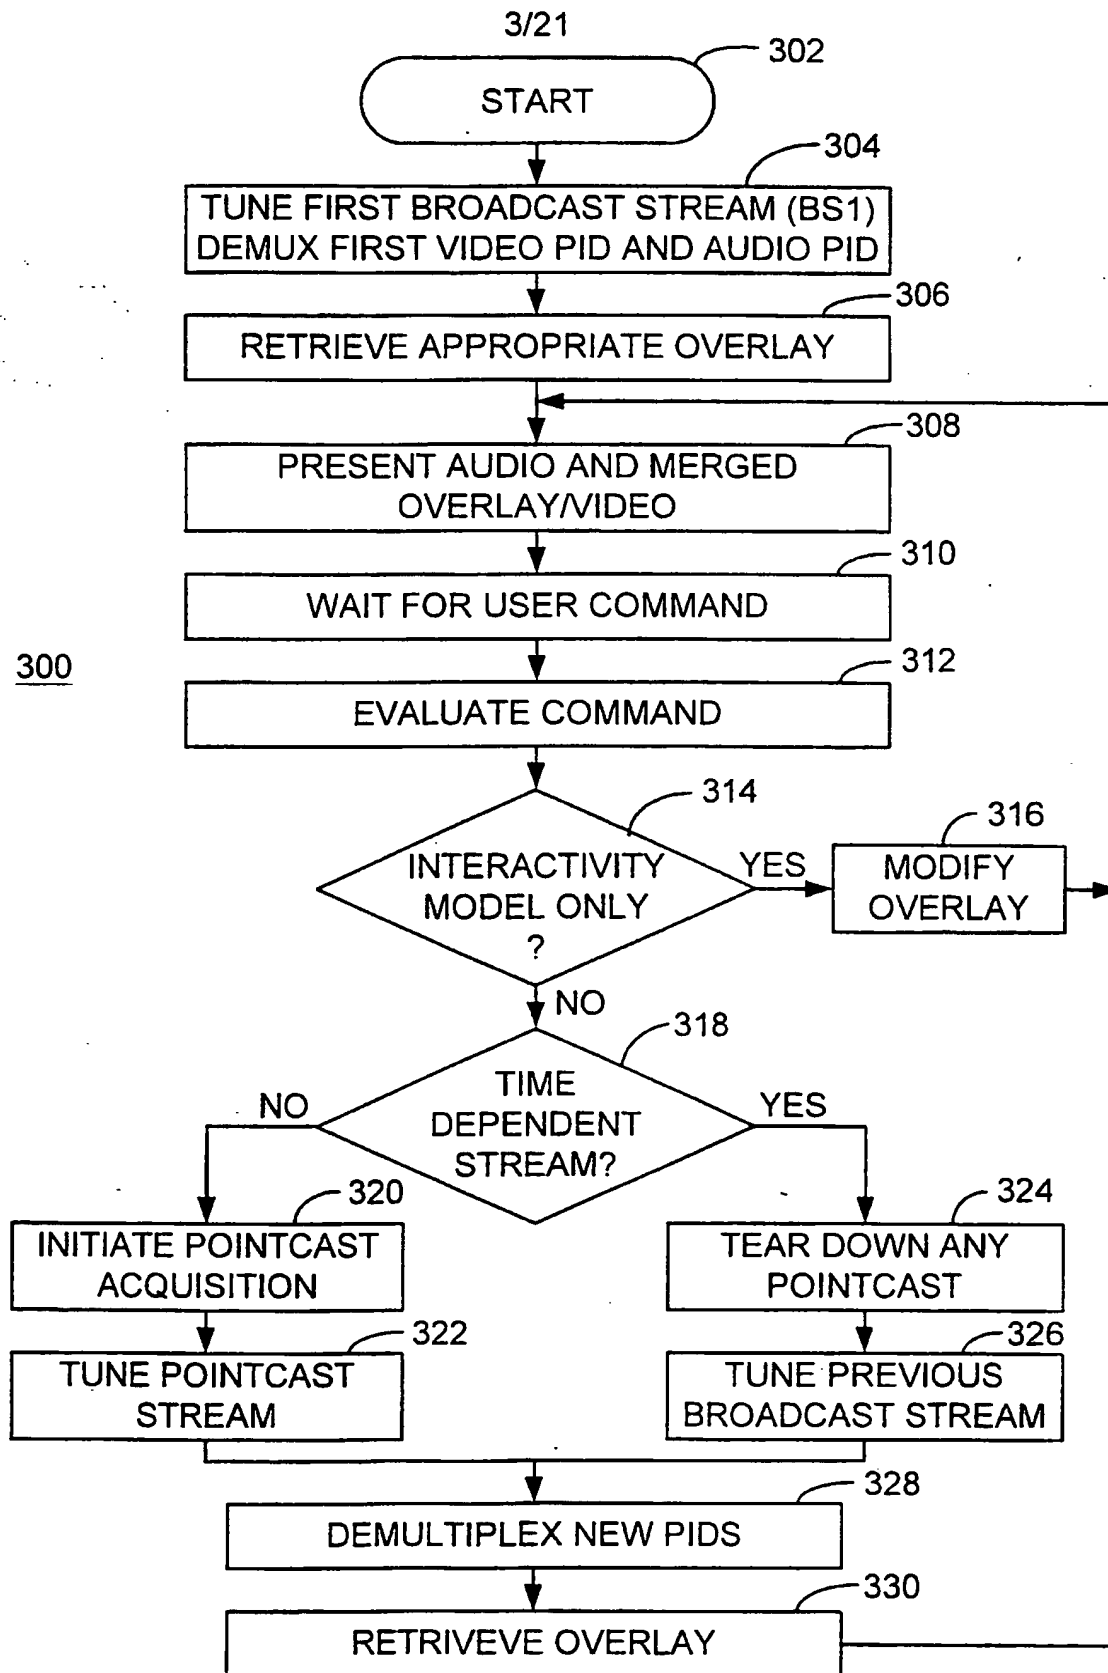 3/21
302
START
304
TUNE FIRST BROADCAST STREAM (BS1)
DEMUX FIRST VIDEO PID AND AUDIO PID
306
RETRIEVE APPROPRIATE OVERLAY
308
PRESENT AUDIO AND MERGED
OVERLAY/VIDEO
310
WAIT FOR USER COMMAND
300
312
EVALUATE COMMAND
314
INTERACTIVITY
MODEL ONLY
?
YES
316
MODIFY
OVERLAY
NO
318
TIME
DEPENDENT
STREAM?
NO
YES
320
INITIATE POINTCAST
ACQUISITION
324
TEAR DOWN ANY
POINTCAST
322
TUNE POINTCAST
STREAM
326
TUNE PREVIOUS
BROADCAST STREAM
328
DEMULTIPLEX NEW PIDS
330
RETRIVEVE OVERLAY